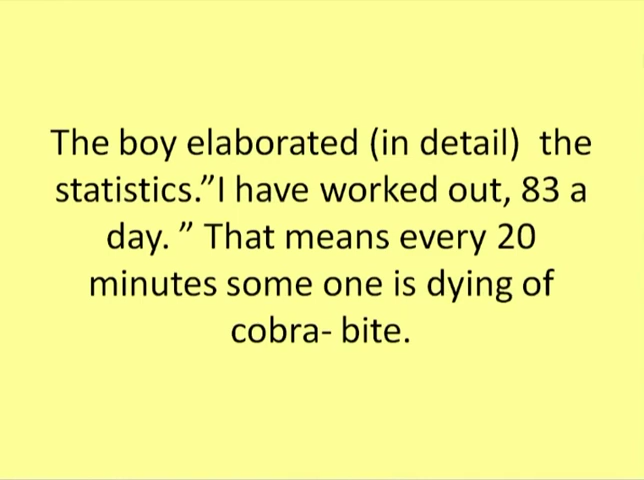 The boy elaborated (in detail)  the
statistics.”I have worked out, 83 a
day. ” That means every 20
minutes some one is dying of
cobra- bite.